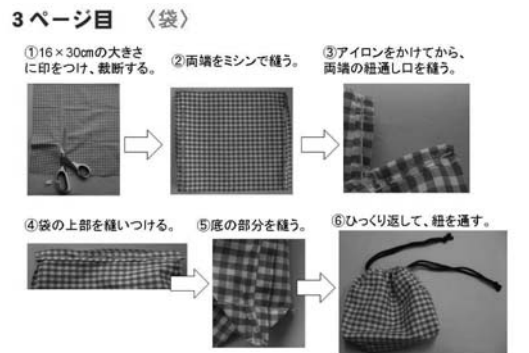 3ページ目 〈袋〉
①16×30㎝の大きさ
に印をつけ、裁断する。
②両端をミシンで縫う。
③アイロンをかけてから、
両端の紐通し口を縫う。
④袋の上部を縫いつける。
⑤底の部分を縫う。
⑥ひっくり返して、紐を通す。